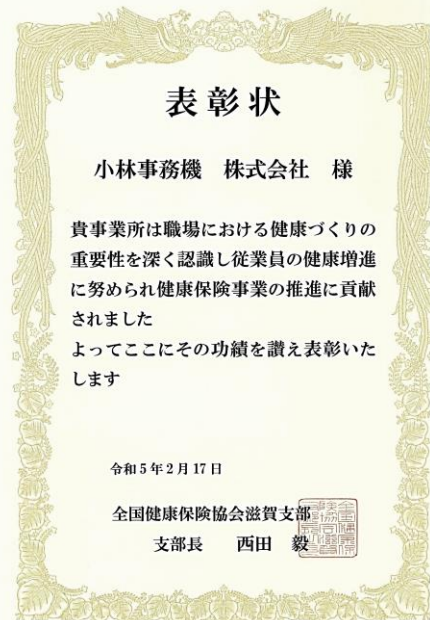 表彰状
小林事務機　株式会社　様
貴事業所は職場における健康づくりの
重要性を深く認識し従業員の健康増進
に努められ健康保険事業の推進に貢献
されました
よってここにその功績を讃え表彰いた
します
令和5年2月17日
全国健康保険協会滋賀支部
支部長　西田　毅